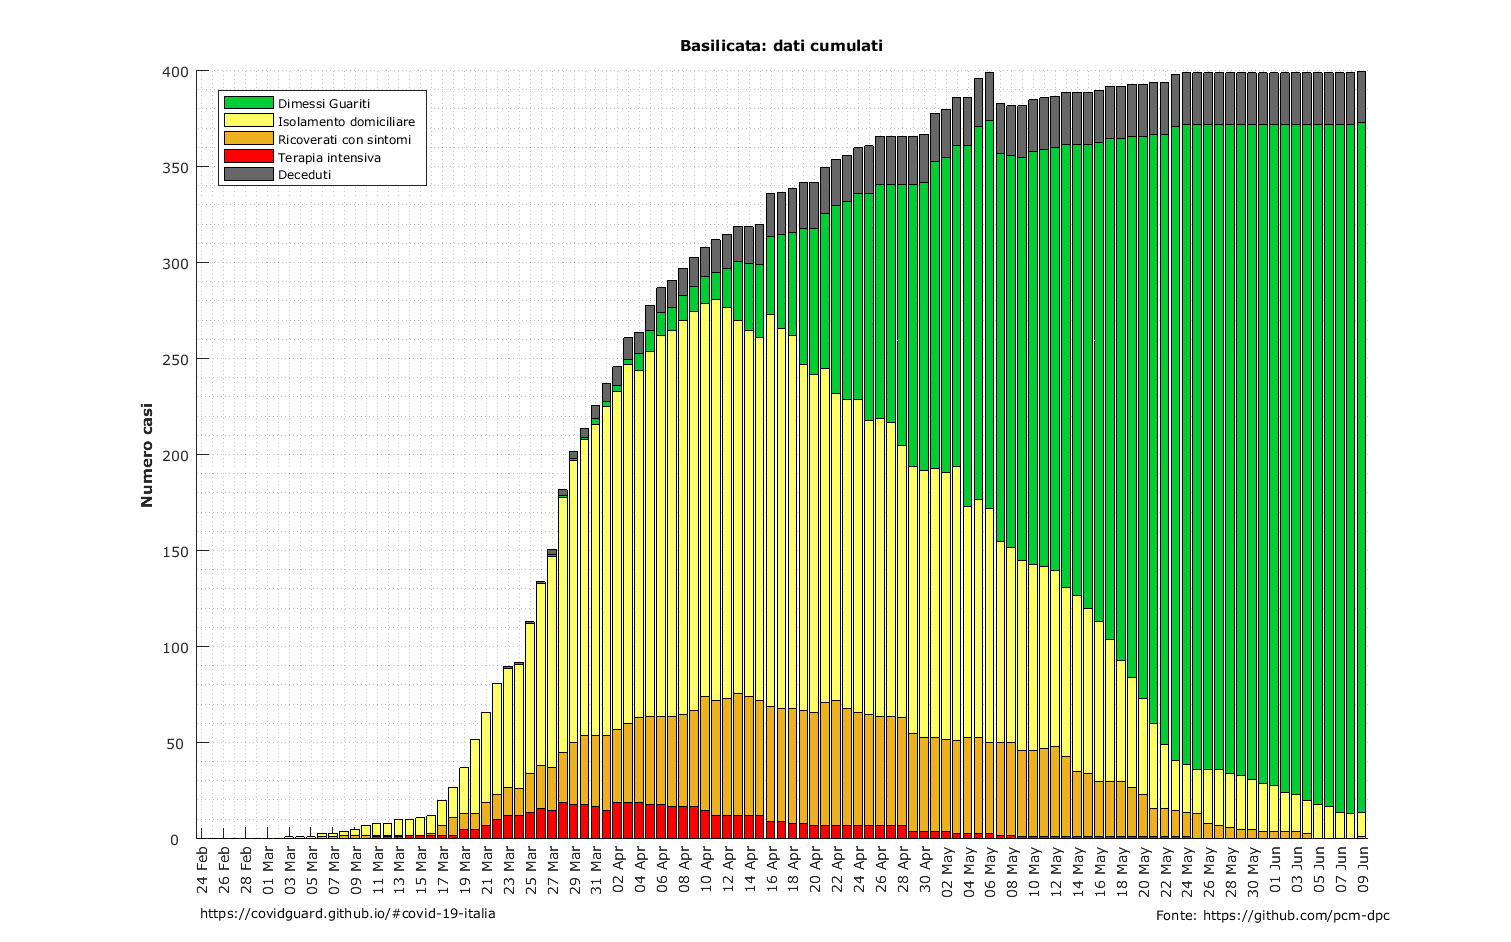 Basilicata: dati cumulati
Numero casi
400
350
300
250
200
150
100
50
0
Dimessi Guariti
Isolamento domiciliare
Ricoverati con sintomi
Terapia intensiva
Deceduti
24 Feb
26 Feb
28 Feb
01 Mar
03 Mar
05 Mar
07 Mar
09 Mar
11 Mar
13 Mar
15 Mar
17 Mar
19 Mar
21 Mar
23 Mar
25 Mar
27 Mar
29 Mar
31 Mar
02 Apr
04 Apr
06 Apr
08 Apr
10 Apr
12 Apr
14 Apr
16 Apr
18 Apr
20 Apr
22 Apr
24 Apr
26 Apr
28 Apr
30 Apr
02 May
04 May
06 May
08 May
10 May
12 May
14 May
16 May
18 May
20 May
22 May
24 May
26 May
28 May
30 May
01 Jun
03 Jun
05 Jun
07 Jun
09 Jun
https://covidguard.github.io/#covid-19-italia
Fonte: https://github.com/pcm-dpc